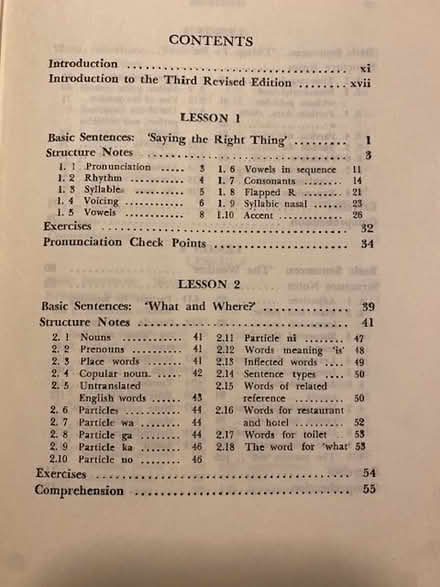 CONTENTS
Introduction .......................... xi
Introduction to the Third Revised Edition ........ xvii
LESSON 1
Basic Sentences: 'Saying the Right Thing' ........... 1
Structure Notes .............................. 3
1. 1 Pronunciation ..... 3
1. 2 Rhythm ......... 4
1. 3 Syllable. ........ 5
1. 4 Voicing ......... 6
1. 5 Vowels .......... 8
1. 6 Vowels in sequence 11
1. 7 Consonants ...... 14
1. 8 Flapped R ....... 21
1. 9 Syllabic nasal .... 23
1.10 Accent .......... 26
Exercises .................................. 32
Pronunciation Check Points ..................... 34
LESSON 2
Basic Sentences: 'What and Where?' ............... 39
Structure Notes .............................. 41
2. 1 Nouns .......... 41
2. 2 Prenouns ........ 41
2. 3 Place words ...... 41
2. 4 Copular noun. .... 42
2. 5 Untranslated
English words ...... 43
2. 6 Particles ......... 44
2. 7 Particle wa ....... 44
2. 8 Particle ga ....... 44
2. 9 Particle ka ....... 46
2.10 Particle no ....... 46
2.11 Particle ni ....... 47
2.12 Words meaning 'is' 48
2.13 Inflected words .... 49
2.14 Sentence types .... 50
2.15 Words of related
reference .......... 50
2.16 Words for restaurant
and hotel .......... 52
2.17 Words for toilet .. 53
2.18 The word for 'what' 53
Exercises .................................. 54
Comprehension .............................. 55